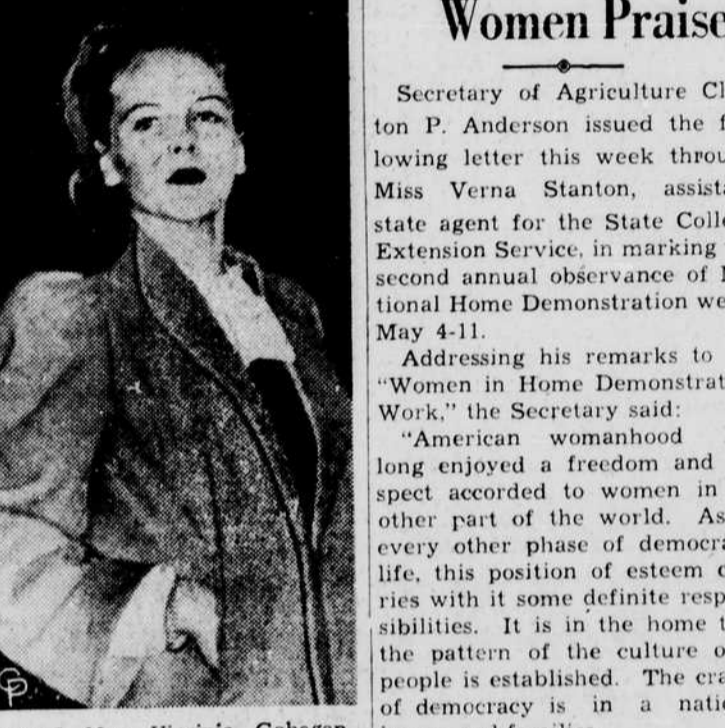 Women Praise
Secretary of Agriculture Cl
ton P. Anderson issued the f
lowing letter this week throu
Miss Verna Stanton, assista
state agent for the State Colle
Extension Service, in marking
second annual observance of
tional Home Demonstration we
May 4-11.
Addressing his remarks to
"Women in Home Demonstrat
Work," the Secretary said:
"American womanhood
long enjoyed a freedom and
spect accorded to women in
other part of the world. As
every other phase of democra
life, this position of esteem c
ries with it some definite resp
sibilities. It is in the home t
the pattern of the culture o
people is established. The cra
of democracy is in a nati
CP
Virginia Gahagan